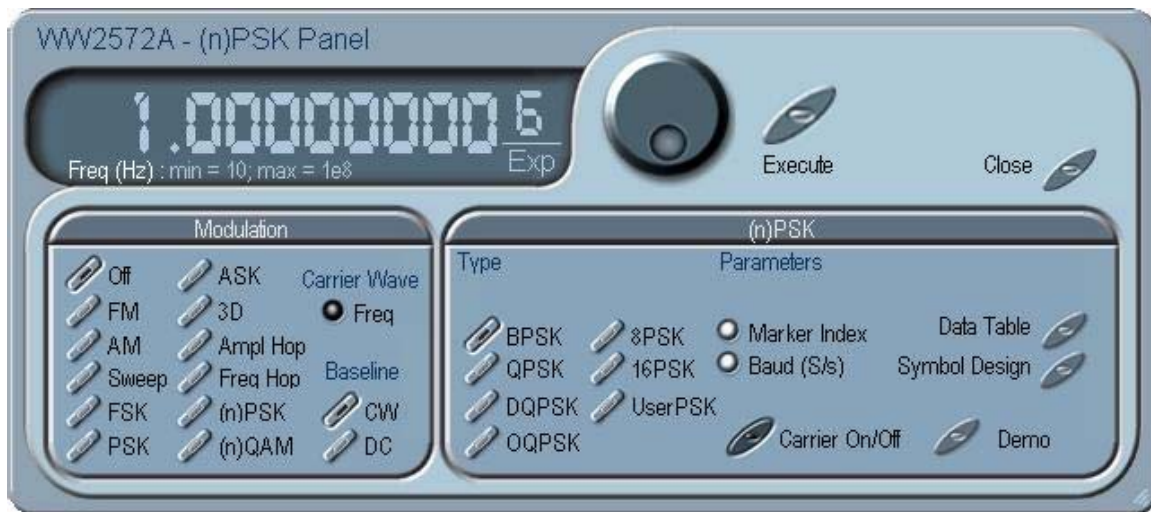 WW2572A - (n)PSK Panel
1.00000000 6
Exp
Freq (Hz) : min = 10; max = 1e8
Execute
Close
Modulation
Off
FM
AM
Sweep
FSK
PSK
ASK
3D
Ampl Hop
Freq Hop
(n)PSK
(n)QAM
Carrier Wave
Freq
Baseline
CW
DC
(n)PSK
Type
BPSK
QPSK
DQPSK
OQPSK
8PSK
16PSK
UserPSK
Parameters
Marker Index
Baud (S/s)
Data Table
Symbol Design
Carrier On/Off
Demo